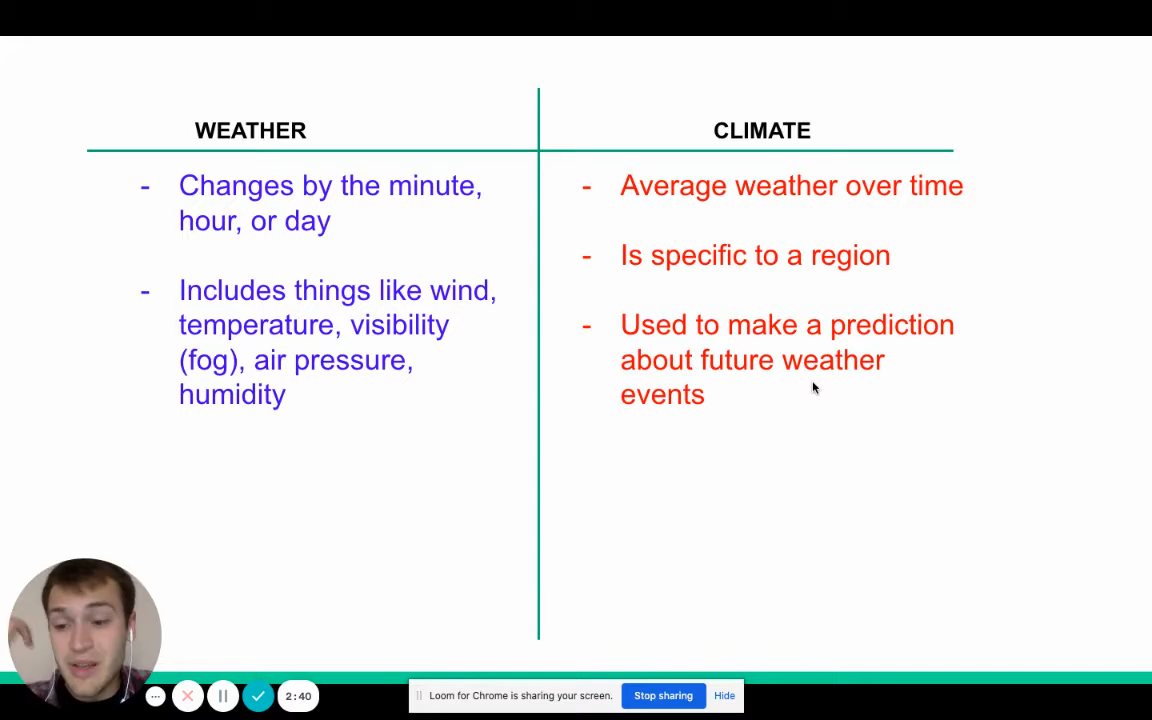 WEATHER
CLIMATE
- Changes by the minute,
hour, or day
- Includes things like wind,
temperature, visibility
(fog), air pressure,
humidity
- Average weather over time
- Is specific to a region
- Used to make a prediction
about future weather
events
2:40
Loom for Chrome is sharing your screen.
Stop sharing
Hide